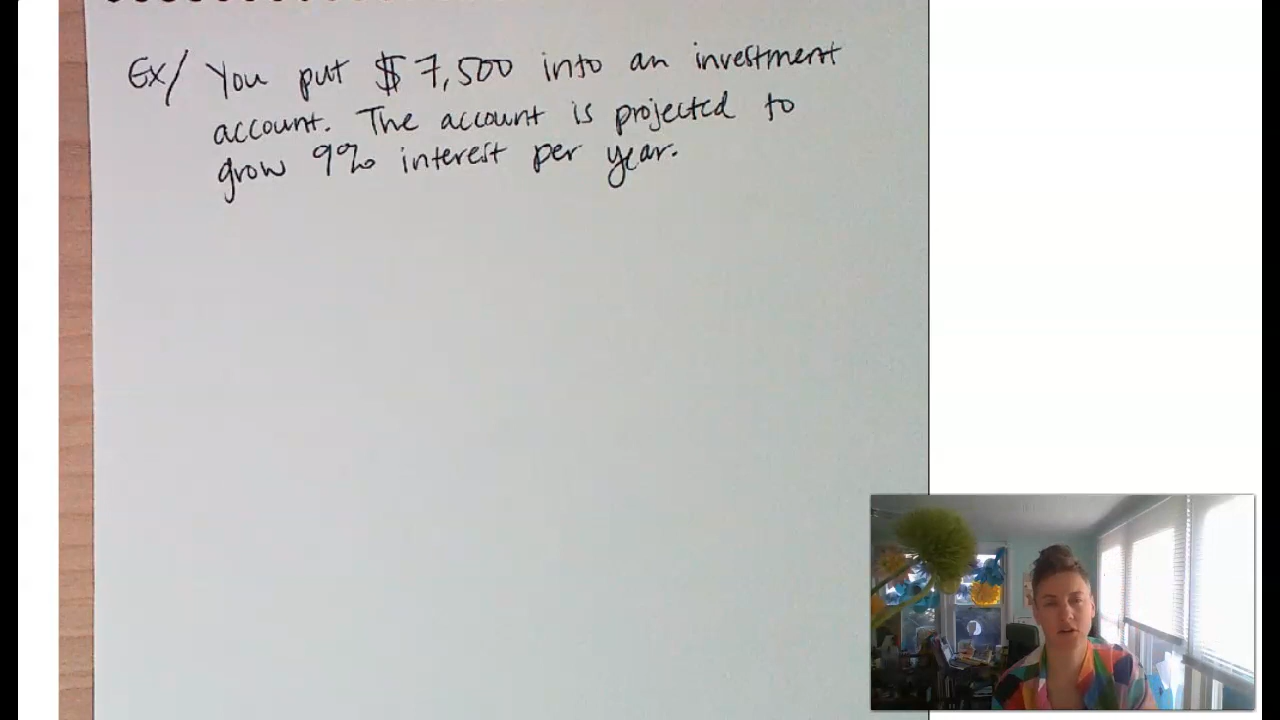 Ex/ You put $7,500 into an investment
account. The account is projected to
grow 9% interest per year.